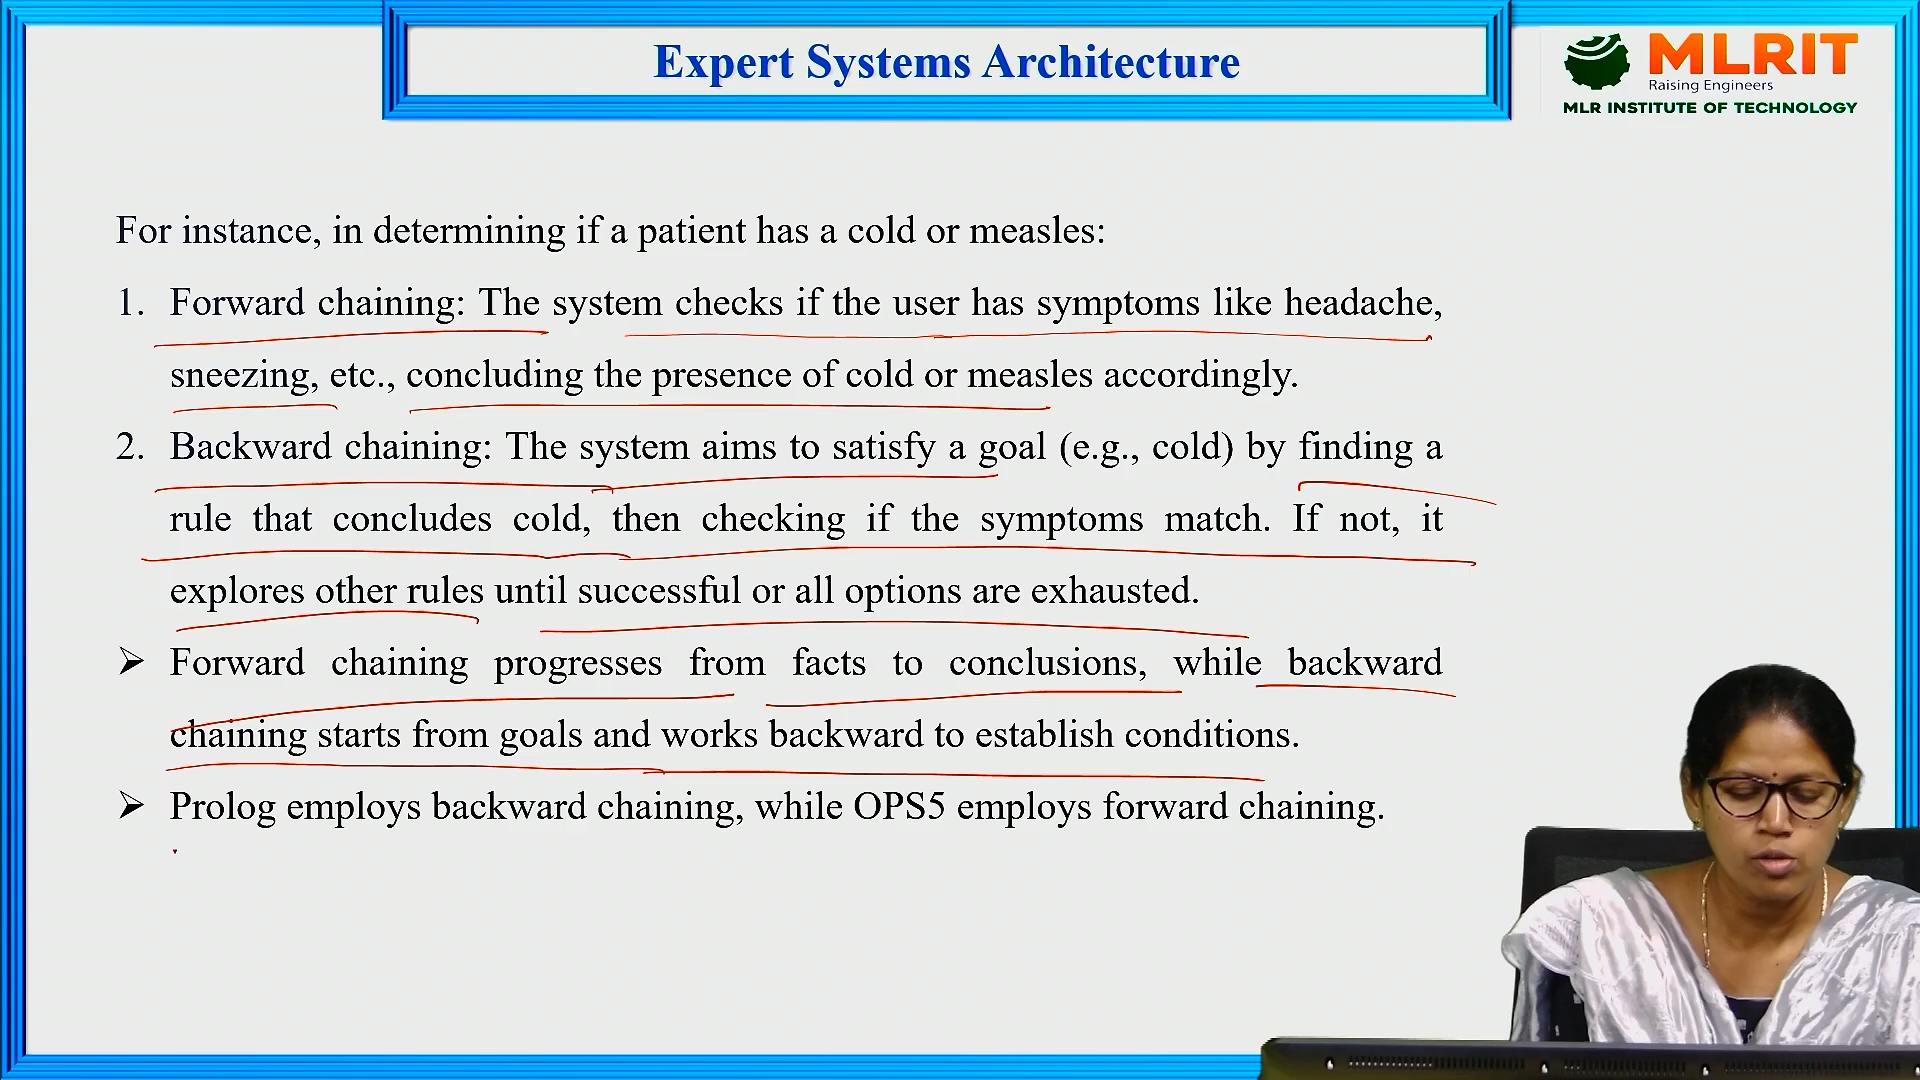 Expert Systems Architecture
MLRIT
Raising Engineers
MLR INSTITUTE OF TECHNOLOGY
For instance, in determining if a patient has a cold or measles:
1. Forward chaining: The system checks if the user has symptoms like headache,
sneezing, etc., concluding the presence of cold or measles accordingly.
2. Backward chaining: The system aims to satisfy a goal (e.g., cold) by finding a
rule that concludes cold, then checking if the symptoms match. If not, it
explores other rules until successful or all options are exhausted.
➢ Forward chaining progresses from facts to conclusions, while backward
chaining starts from goals and works backward to establish conditions.
➢ Prolog employs backward chaining, while OPS5 employs forward chaining.